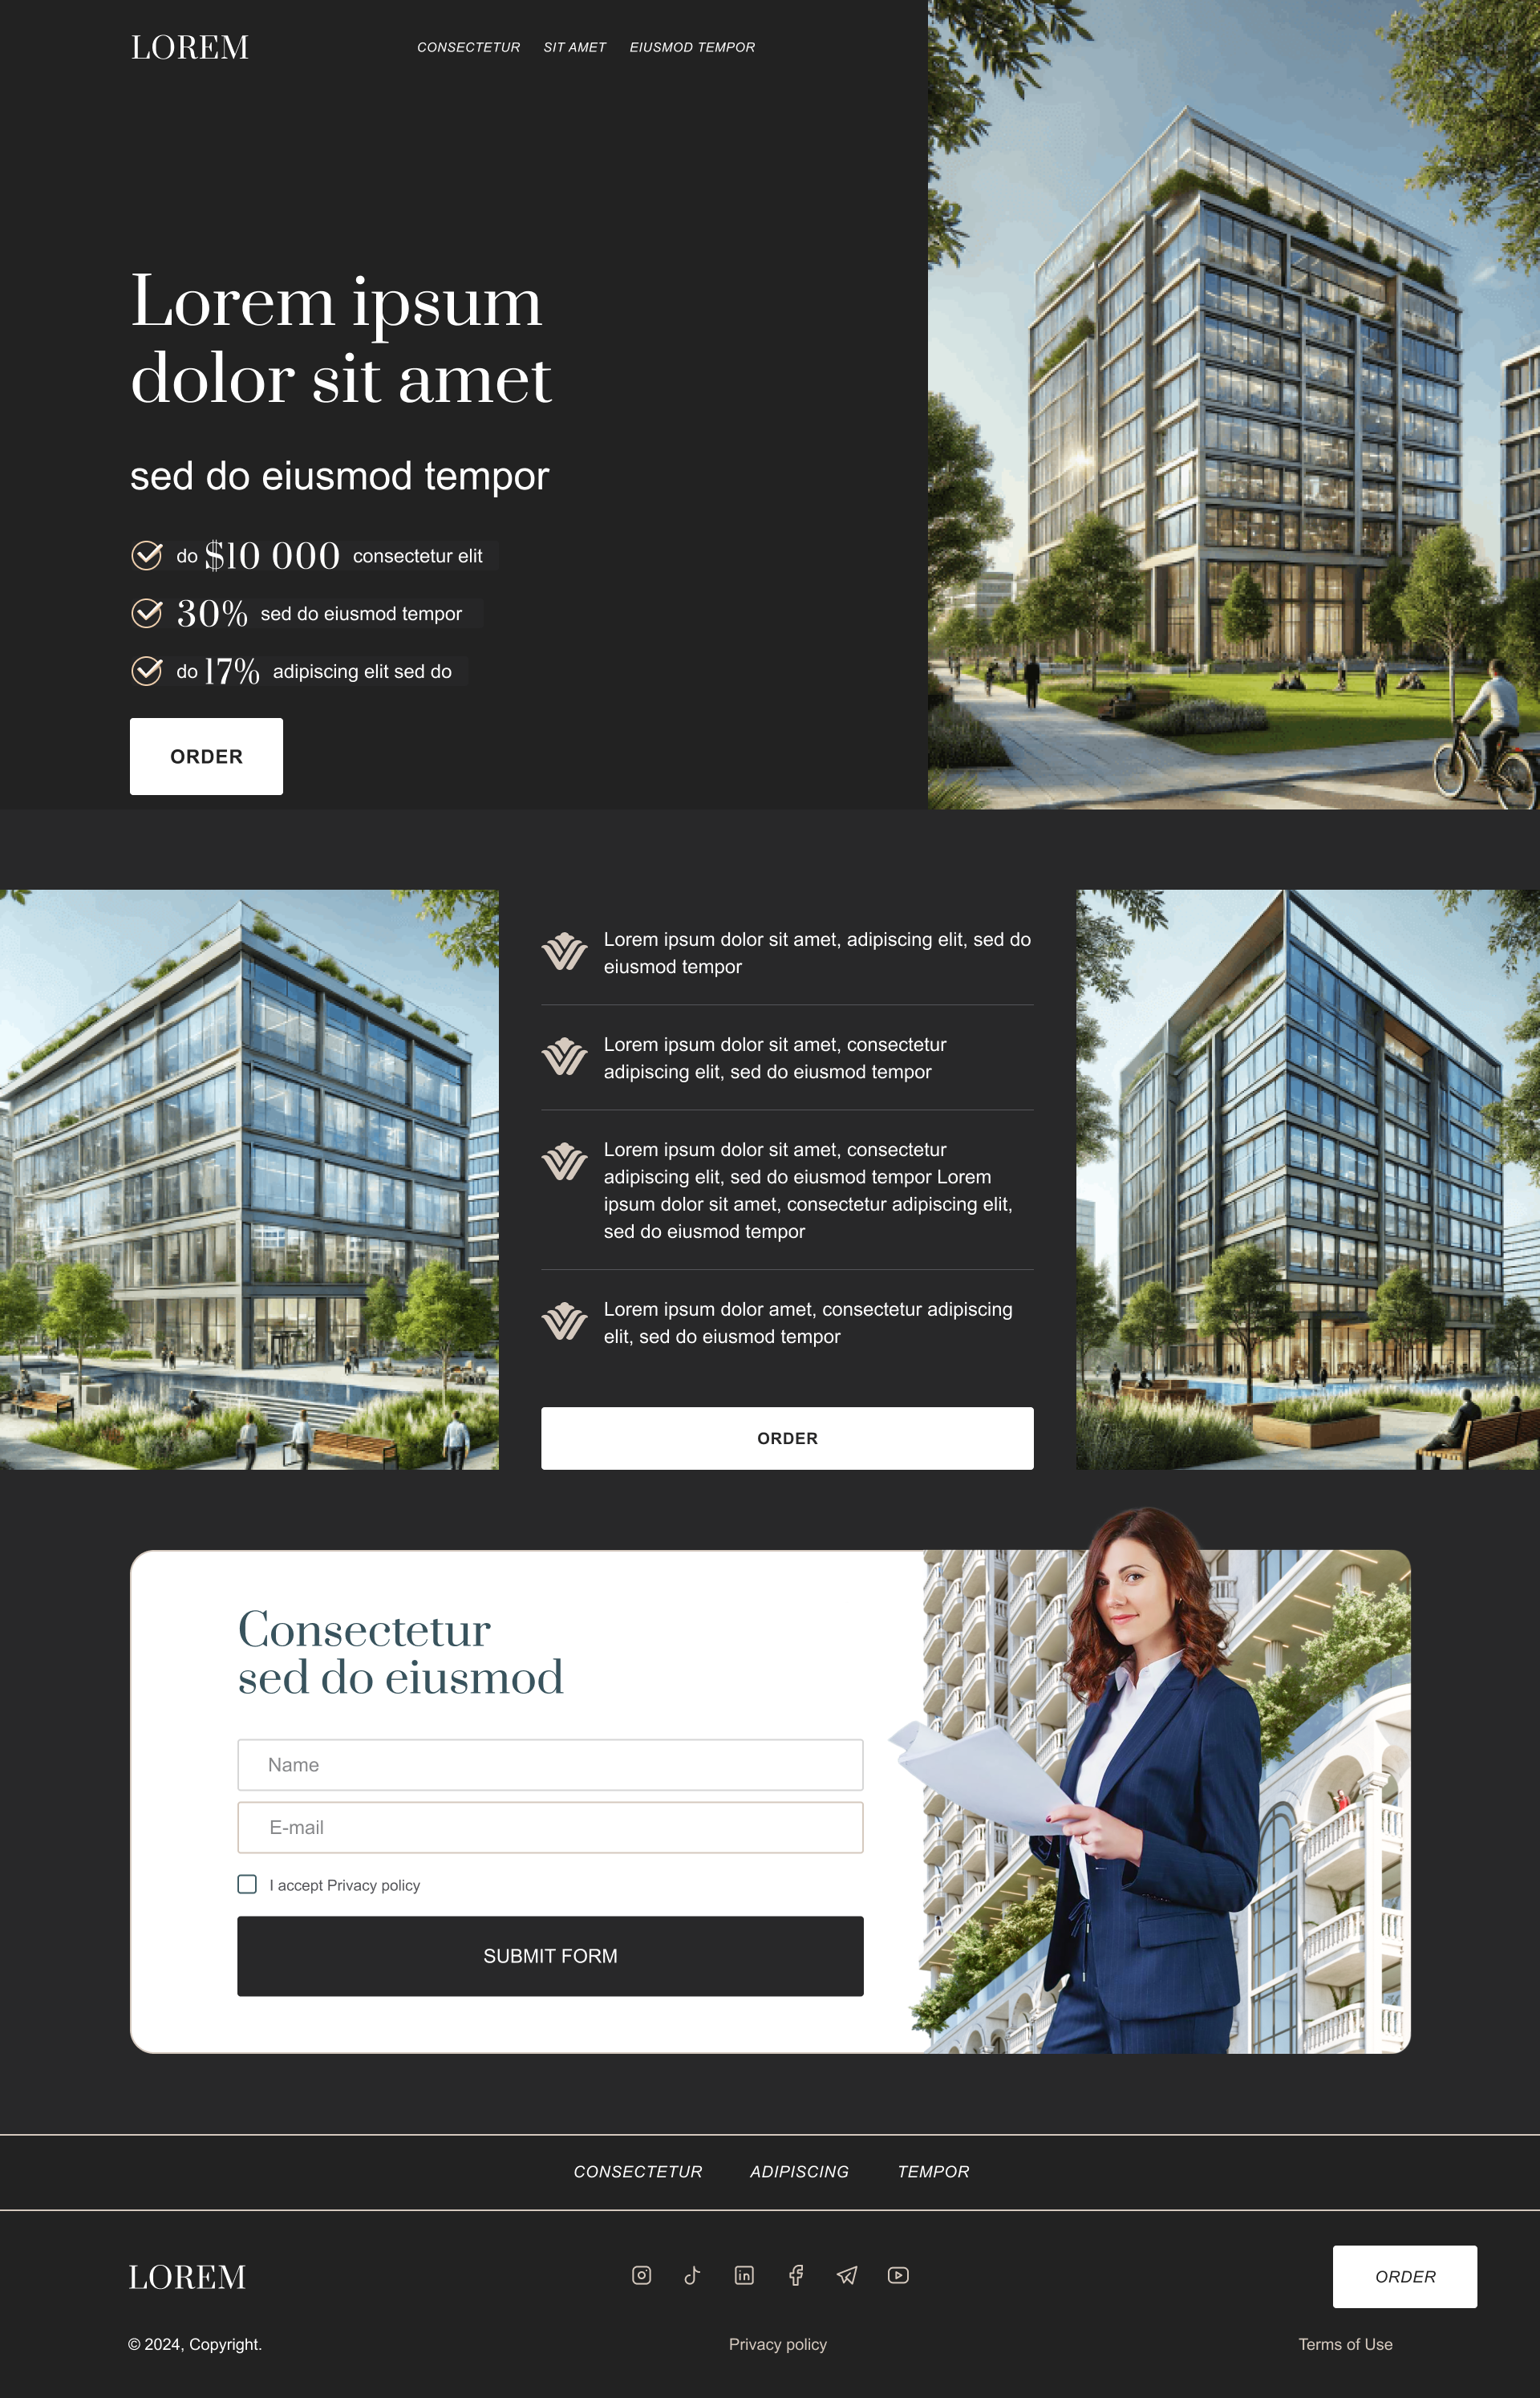 LOREM
CONSECTETUR SIT AMET EIUSMOD TEMPOR
Lorem ipsum
dolor sit amet
sed do eiusmod tempor
do $10 000 consectetur elit
30% sed do eiusmod tempor
do 17% adipiscing elit sed do
ORDER
Lorem ipsum dolor sit amet, adipiscing elit, sed do
eiusmod tempor
Lorem ipsum dolor sit amet, consectetur
adipiscing elit, sed do eiusmod tempor
Lorem ipsum dolor sit amet, consectetur
adipiscing elit, sed do eiusmod tempor Lorem
ipsum dolor sit amet, consectetur adipiscing elit,
sed do eiusmod tempor
Lorem ipsum dolor amet, consectetur adipiscing
elit, sed do eiusmod tempor
ORDER
Consectetur
sed do eiusmod
Name
E-mail
I accept Privacy policy
SUBMIT FORM
CONSECTETUR ADIPISCING TEMPOR
LOREM
ORDER
© 2024, Copyright.
Privacy policy
Terms of Use